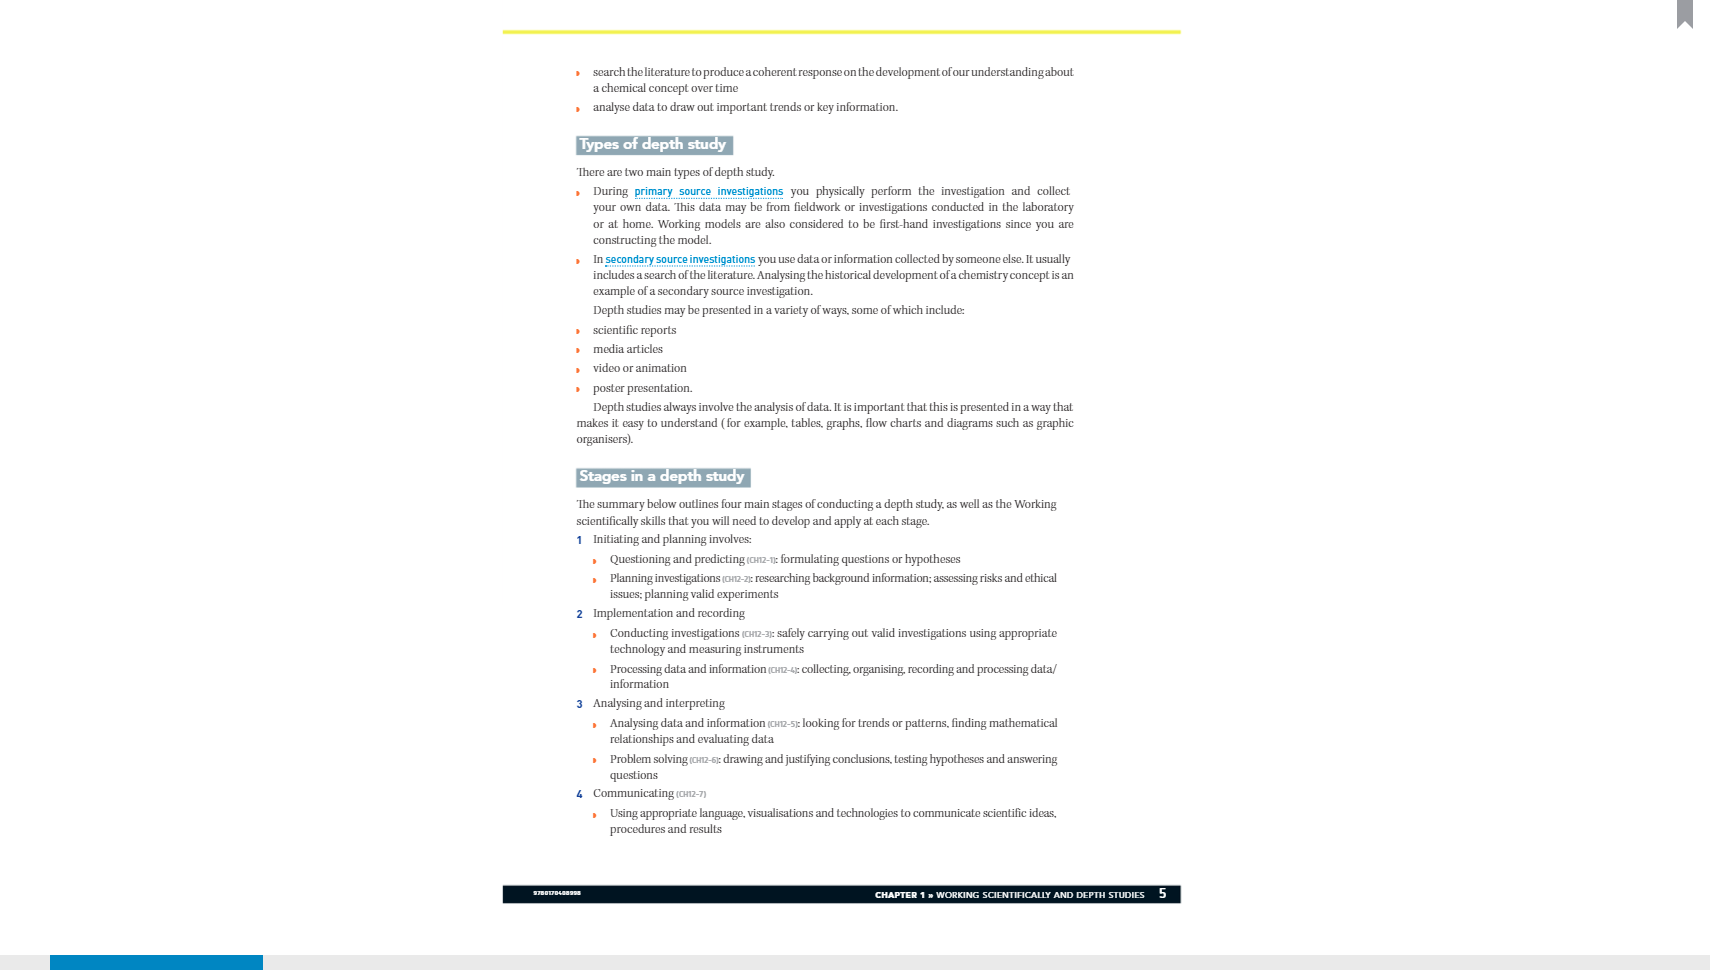 search the literature to produce a coherent response on the development of our understanding about
a chemical concept over time
analyse data to draw out important trends or key information.
Types of depth study
There are two main types of depth study.
During primary source investigations you physically perform the investigation and collect
your own data. This data may be from fieldwork or investigations conducted in the laboratory
or at home. Working models are also considered to be first-hand investigations since you are
constructing the model.
In secondary source investigations you use data or information collected by someone else. It usually
includes a search of the literature. Analysing the historical development of a chemistry concept is an
example of a secondary source investigation.
Depth studies may be presented in a variety of ways, some of which include:
scientific reports
media articles
video or animation
poster presentation.
Depth studies always involve the analysis of data. It is important that this is presented in a way that
makes it easy to understand (for example, tables, graphs, flow charts and diagrams such as graphic
organisers).
Stages in a depth study
The summary below outlines four main stages of conducting a depth study, as well as the Working
scientifically skills that you will need to develop and apply at each stage.
1 Initiating and planning involves:
Questioning and predicting (CH12-1): formulating questions or hypotheses
Planning investigations (CH12-2): researching background information; assessing risks and ethical
issues; planning valid experiments
2 Implementation and recording
Conducting investigations (CH12-3): safely carrying out valid investigations using appropriate
technology and measuring instruments
Processing data and information (CH12-4): collecting, organising, recording and processing data/
information
3 Analysing and interpreting
Analysing data and information (CH12-5): looking for trends or patterns, finding mathematical
relationships and evaluating data
Problem solving (CH12-6): drawing and justifying conclusions, testing hypotheses and answering
questions
4 Communicating (CH12-7)
Using appropriate language, visualisations and technologies to communicate scientific ideas,
procedures and results
9780170408998 CHAPTER 1 » WORKING SCIENTIFICALLY AND DEPTH STUDIES 5